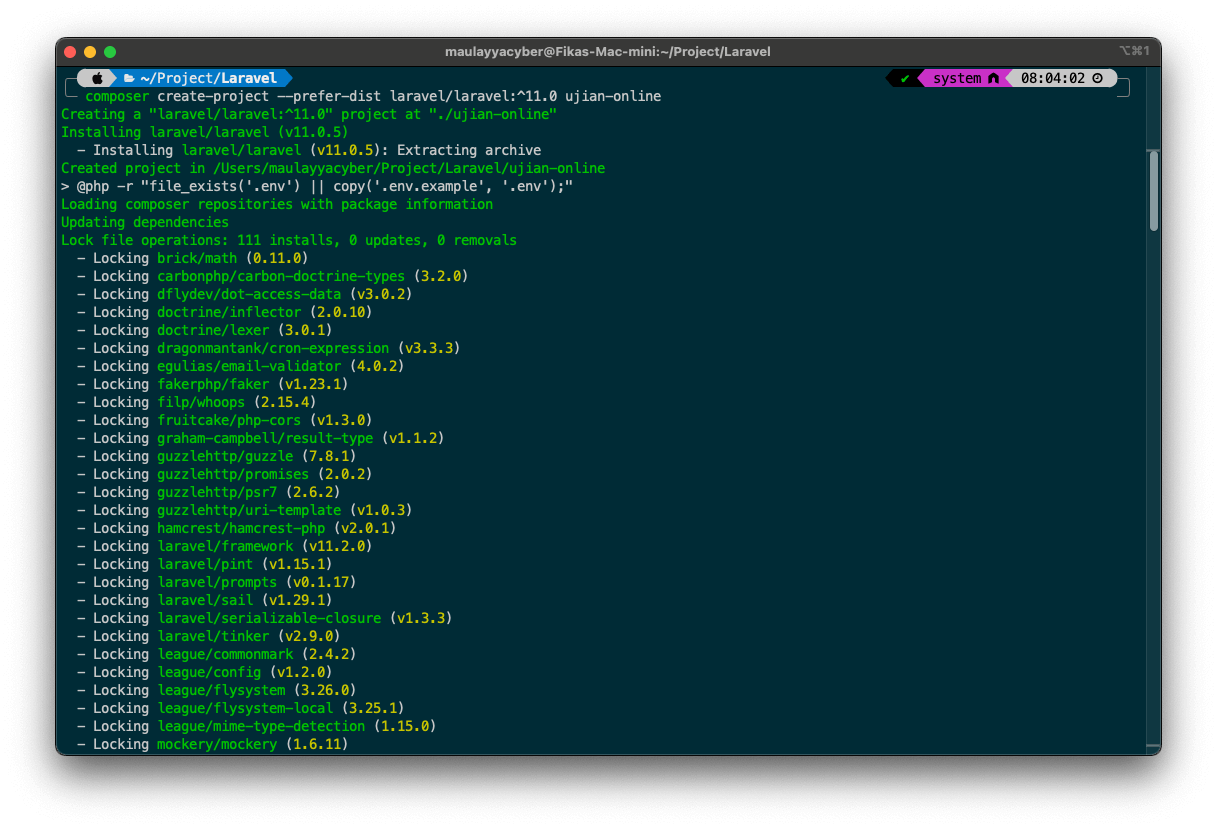 maulayyacyber@Fikas-Mac-mini:~/Project/Laravel
⌥⌘1
~/Project/Laravel
✔ system 08:04:02
composer create-project --prefer-dist laravel/laravel:^11.0 ujian-online
Creating a "laravel/laravel:^11.0" project at "./ujian-online"
Installing laravel/laravel (v11.0.5)
- Installing laravel/laravel (v11.0.5): Extracting archive
Created project in /Users/maulayyacyber/Project/Laravel/ujian-online
> @php -r "file_exists('.env') || copy('.env.example', '.env');"
Loading composer repositories with package information
Updating dependencies
Lock file operations: 111 installs, 0 updates, 0 removals
- Locking brick/math (0.11.0)
- Locking carbonphp/carbon-doctrine-types (3.2.0)
- Locking dflydev/dot-access-data (v3.0.2)
- Locking doctrine/inflector (2.0.10)
- Locking doctrine/lexer (3.0.1)
- Locking dragonmantank/cron-expression (v3.3.3)
- Locking egulias/email-validator (4.0.2)
- Locking fakerphp/faker (v1.23.1)
- Locking filp/whoops (2.15.4)
- Locking fruitcake/php-cors (v1.3.0)
- Locking graham-campbell/result-type (v1.1.2)
- Locking guzzlehttp/guzzle (7.8.1)
- Locking guzzlehttp/promises (2.0.2)
- Locking guzzlehttp/psr7 (2.6.2)
- Locking guzzlehttp/uri-template (v1.0.3)
- Locking hamcrest/hamcrest-php (v2.0.1)
- Locking laravel/framework (v11.2.0)
- Locking laravel/pint (v1.15.1)
- Locking laravel/prompts (v0.1.17)
- Locking laravel/sail (v1.29.1)
- Locking laravel/serializable-closure (v1.3.3)
- Locking laravel/tinker (v2.9.0)
- Locking league/commonmark (2.4.2)
- Locking league/config (v1.2.0)
- Locking league/flysystem (3.26.0)
- Locking league/flysystem-local (3.25.1)
- Locking league/mime-type-detection (1.15.0)
- Locking mockery/mockery (1.6.11)